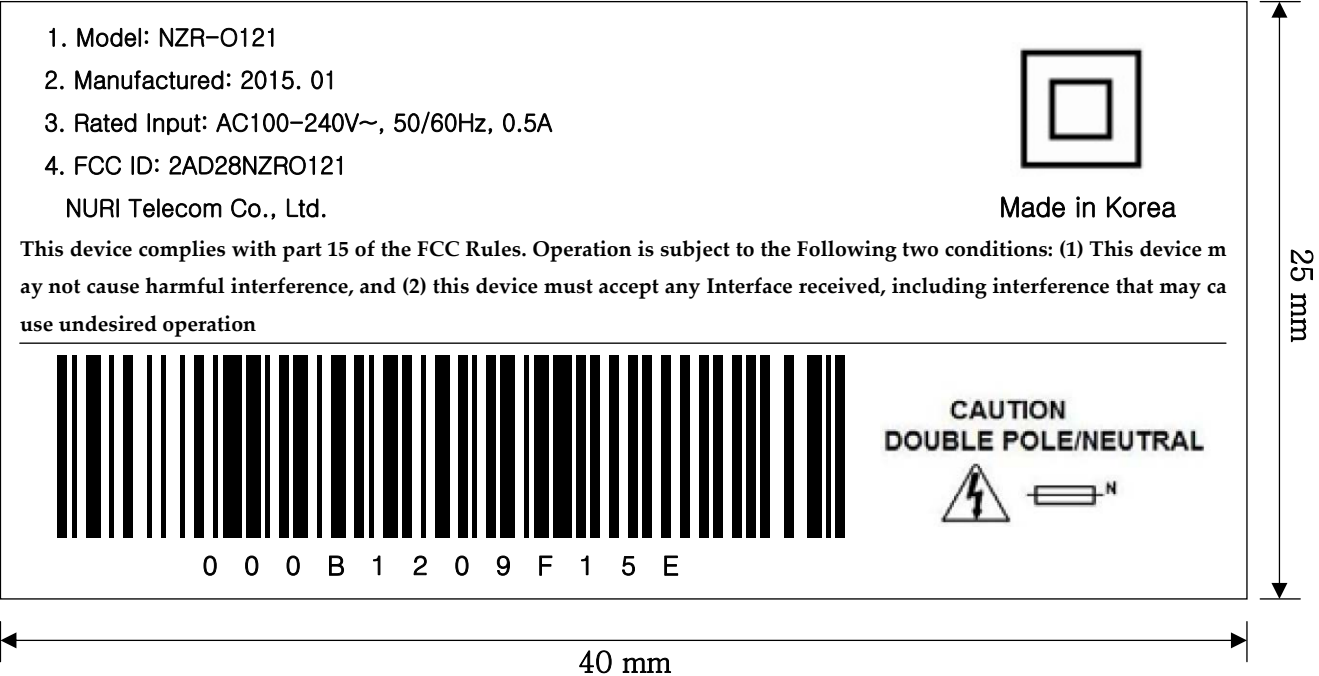 1. Model: NZR-O121
2. Manufactured: 2015. 01
3. Rated Input: AC100-240V~, 50/60Hz, 0.5A
4. FCC ID: 2AD28NZRO121
NURI Telecom Co., Ltd.
Made in Korea
This device complies with part 15 of the FCC Rules. Operation is subject to the Following two conditions: (1) This device m
ay not cause harmful interference, and (2) this device must accept any Interface received, including interference that may ca
use undesired operation
CAUTION
DOUBLE POLE/NEUTRAL
N
0 0 0 B 1 2 0 9 F 1 5 E
25 mm
40 mm